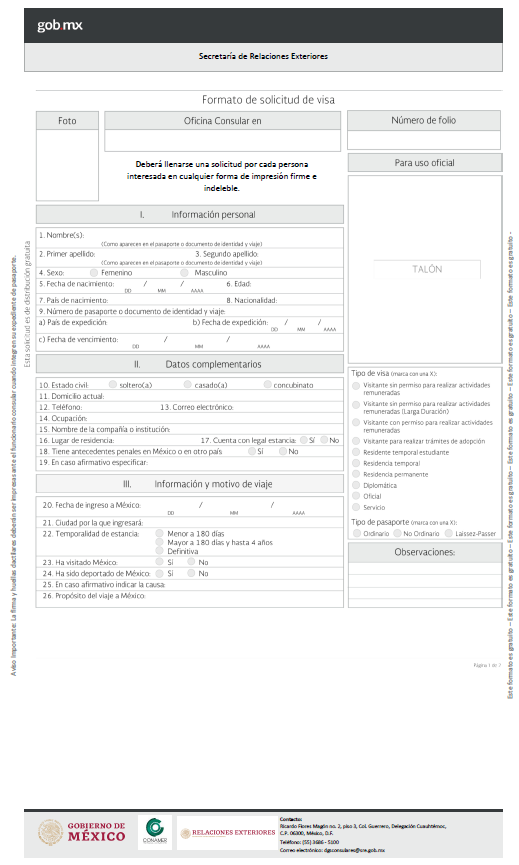 gob.mx
Secretaría de Relaciones Exteriores
Formato de solicitud de visa
Foto
Oficina Consular en
Número de folio
Deberá llenarse una solicitud por cada persona
interesada en cualquier forma de impresión firme e
indeleble.
Para uso oficial
TALÓN
I. Información personal
1. Nombre(s):
(Como aparecen en el pasaporte o documento de identidad y viaje)
2. Primer apellido: 3. Segundo apellido:
(Como aparecen en el pasaporte o documento de identidad y viaje)
4. Sexo: Femenino Masculino
5. Fecha de nacimiento: / / 6. Edad:
DD MM AAAA
7. País de nacimiento: 8. Nacionalidad:
9. Número de pasaporte o documento de identidad y viaje:
a) País de expedición: b) Fecha de expedición: / /
DD MM AAAA
c) Fecha de vencimiento: / /
DD MM AAAA
II. Datos complementarios
10. Estado civil: soltero(a) casado(a) concubinato
11. Domicilio actual:
12. Teléfono: 13. Correo electrónico:
14. Ocupación:
15. Nombre de la compañía o institución:
16. Lugar de residencia: 17. Cuenta con legal estancia: Sí No
18. Tiene antecedentes penales en México o en otro país Sí No
19. En caso afirmativo especificar:
III. Información y motivo de viaje
20. Fecha de ingreso a México: / /
DD MM AAAA
21. Ciudad por la que ingresará:
22. Temporalidad de estancia: Menor a 180 días
Mayor a 180 días y hasta 4 años
Definitiva
23. Ha visitado México: Sí No
24. Ha sido deportado de México: Sí No
25. En caso afirmativo indicar la causa:
26. Propósito del viaje a México:
Tipo de visa (marca con una X):
Visitante sin permiso para realizar actividades
remuneradas
Visitante sin permiso para realizar actividades
remuneradas (Larga Duración)
Visitante con permiso para realizar actividades
remuneradas
Visitante para realizar trámites de adopción
Residente temporal estudiante
Residencia temporal
Residencia permanente
Diplomática
Oficial
Servicio
Tipo de pasaporte (marca con una X):
Ordinario No Ordinario Laissez-Passer
Observaciones:
Aviso Importante: La firma y huellas dactilares deberán ser impresas ante el funcionario consular cuando integren su expediente de pasaporte.
Esta solicitud es de distribución gratuita
Este formato es gratuito – Este formato es gratuito – Este formato es gratuito – Este formato es gratuito – Este formato es gratuito -
Página 1 de 7
GOBIERNO DE
MÉXICO
CONAMER
RELACIONES EXTERIORES
Contacto:
Ricardo Flores Magón no. 2, piso 3, Col. Guerrero, Delegación Cuauhtémoc,
C.P. 06300, México, D.F.
Teléfono: (55) 3686 - 5100
Correo electrónico: dgsconsulares@sre.gob.mx